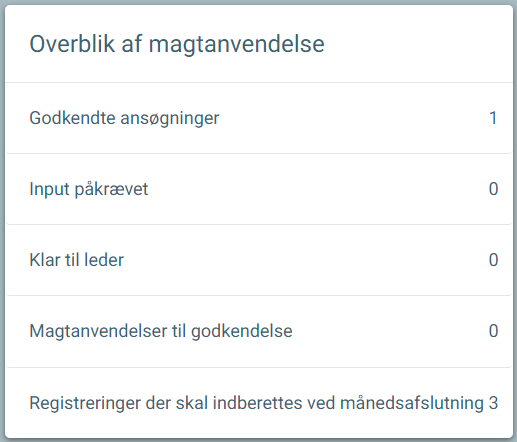 Overblik af magtanvendelse
Godkendte ansøgninger 1
Input påkrævet 0
Klar til leder 0
Magtanvendelser til godkendelse 0
Registreringer der skal indberettes ved månedsafslutning 3